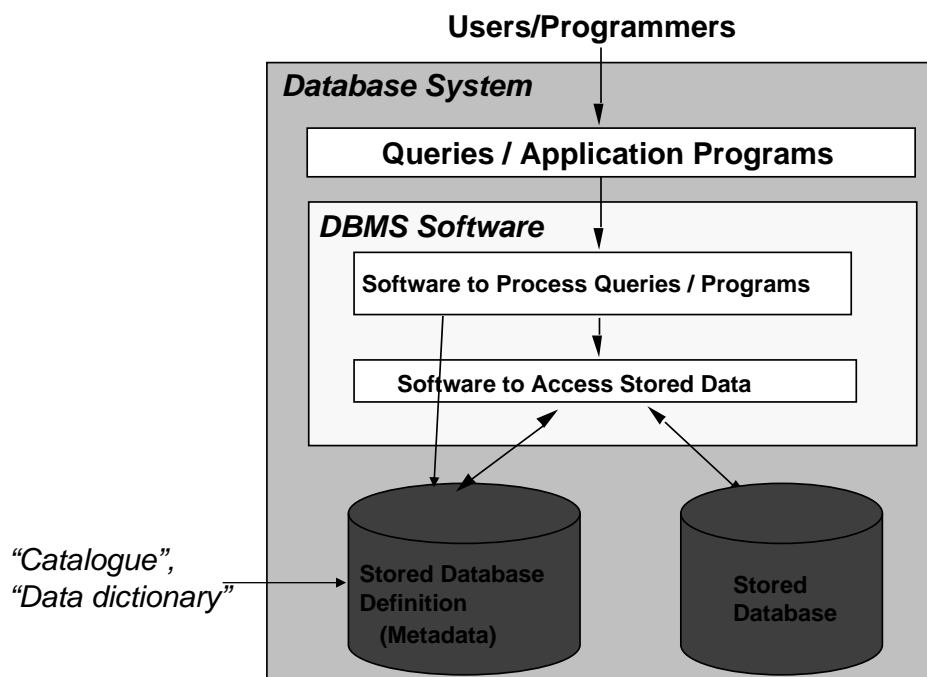 Users/Programmers
Database System
Queries / Application Programs
DBMS Software
Software to Process Queries / Programs
Software to Access Stored Data
“Catalogue”,
“Data dictionary”
Stored Database
Definition
(Metadata)
Stored
Database